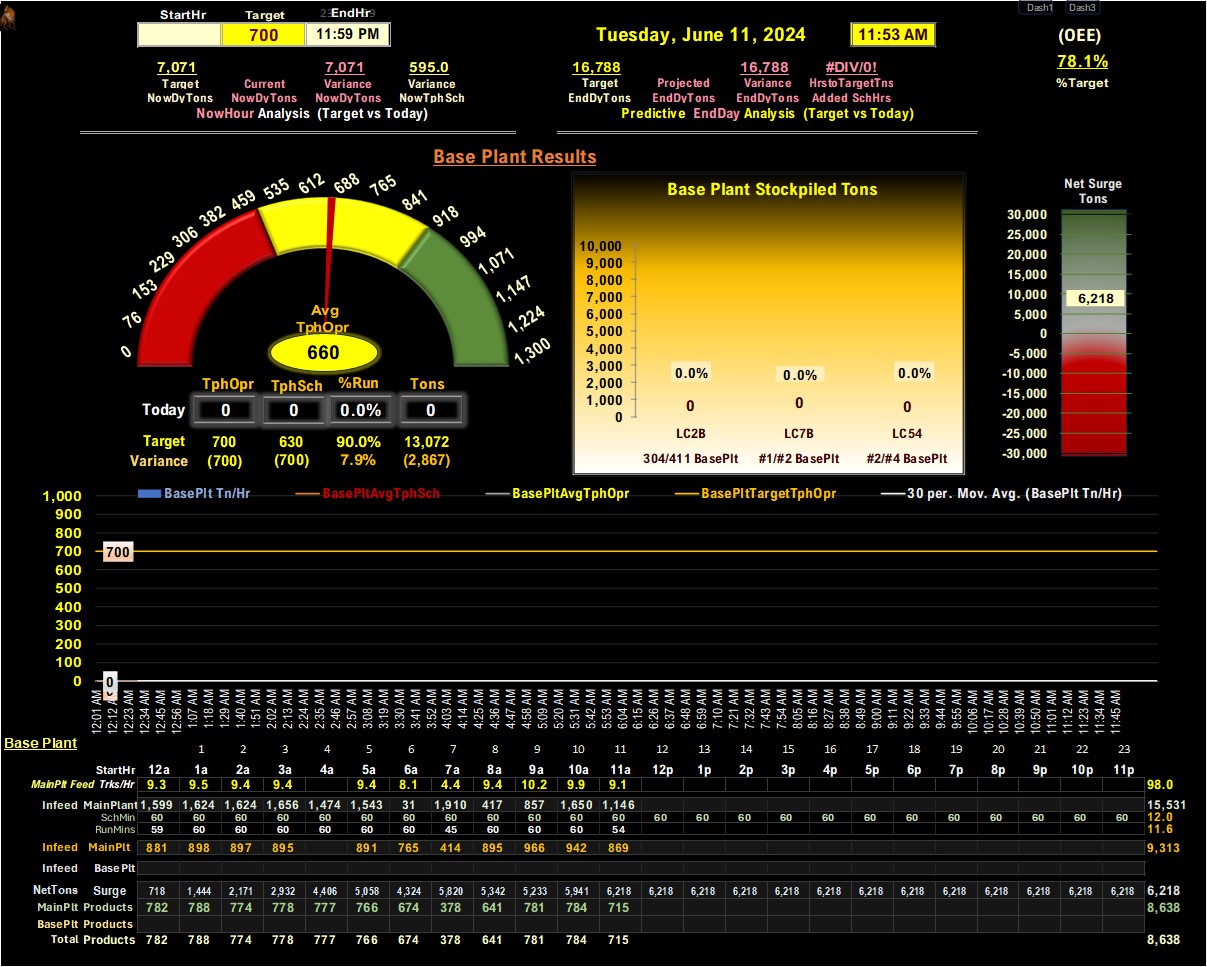 Dash1 Dash3
StartHr Target EndHr
700 11:59 PM
Tuesday, June 11, 2024 11:53 AM (OEE)
78.1%
7,071 7,071 595.0 16,788 16,788 #DIV/0!
Target Current Variance Variance Target Projected Variance HrstoTargetTns %Target
NowDyTons NowDyTons NowDyTons NowTphSch EndDyTons EndDyTons EndDyTons Added SchHrs
NowHour Analysis (Target vs Today) Predictive EndDay Analysis (Target vs Today)
Base Plant Results
0 76 153 229 306 382 459 535 612 688 765 841 918 994 1,071 1,147 1,224 1,300
Avg
TphOpr
660
TphOpr TphSch %Run Tons
Today 0 0 0.0% 0
Target 700 630 90.0% 13,072
Variance (700) (700) 7.9% (2,867)
Base Plant Stockpiled Tons
10,000
9,000
8,000
7,000
6,000
5,000
4,000
3,000
2,000
1,000
0
0.0% 0.0% 0.0%
0 0 0
LC2B LC7B LC54
304/411 BasePlt #1/#2 BasePlt #2/#4 BasePlt
Net Surge
Tons
30,000
25,000
20,000
15,000
10,000
5,000
0
-5,000
-10,000
-15,000
-20,000
-25,000
-30,000
6,218
BasePlt Tn/Hr BasePltAvgTphSch BasePltAvgTphOpr BasePltTargetTphOpr 30 per. Mov. Avg. (BasePlt Tn/Hr)
1,000
900
800
700
600
500
400
300
200
100
0
700
0
12:01 AM 12:12 AM 12:23 AM 12:34 AM 12:45 AM 12:56 AM 1:07 AM 1:18 AM 1:29 AM 1:40 AM 1:51 AM 2:02 AM 2:13 AM 2:24 AM 2:35 AM 2:46 AM 2:57 AM 3:08 AM 3:19 AM 3:30 AM 3:41 AM 3:52 AM 4:03 AM 4:14 AM 4:25 AM 4:36 AM 4:47 AM 4:58 AM 5:09 AM 5:20 AM 5:31 AM 5:42 AM 5:53 AM 6:04 AM 6:15 AM 6:26 AM 6:37 AM 6:48 AM 6:59 AM 7:10 AM 7:21 AM 7:32 AM 7:43 AM 7:54 AM 8:05 AM 8:16 AM 8:27 AM 8:38 AM 8:49 AM 9:00 AM 9:11 AM 9:22 AM 9:33 AM 9:44 AM 9:55 AM 10:06 AM 10:17 AM 10:28 AM 10:39 AM 10:50 AM 11:01 AM 11:12 AM 11:23 AM 11:34 AM 11:45 AM
Base Plant 1 2 3 4 5 6 7 8 9 10 11 12 13 14 15 16 17 18 19 20 21 22 23
StartHr 12a 1a 2a 3a 4a 5a 6a 7a 8a 9a 10a 11a 12p 1p 2p 3p 4p 5p 6p 7p 8p 9p 10p 11p
MainPlt Feed Trks/Hr 9.3 9.5 9.4 9.4 9.4 8.1 4.4 9.4 10.2 9.9 9.1 98.0
Infeed MainPlant 1,599 1,624 1,624 1,656 1,474 1,543 31 1,910 417 857 1,650 1,146 15,531
SchMin 60 60 60 60 60 60 60 60 60 60 60 60 60 60 60 60 60 60 60 60 60 60 60 60 12.0
RunMins 59 60 60 60 60 60 60 45 60 60 60 54 11.6
Infeed MainPlt 881 898 897 895 891 765 414 895 966 942 869 9,313
Infeed BasePlt
NetTons Surge 718 1,444 2,171 2,932 4,406 5,058 4,324 5,820 5,342 5,233 5,941 6,218 6,218 6,218 6,218 6,218 6,218 6,218 6,218 6,218 6,218 6,218 6,218 6,218 6,218
MainPlt Products 782 788 774 778 777 766 674 378 641 781 784 715 8,638
BasePlt Products
Total Products 782 788 774 778 777 766 674 378 641 781 784 715 8,638